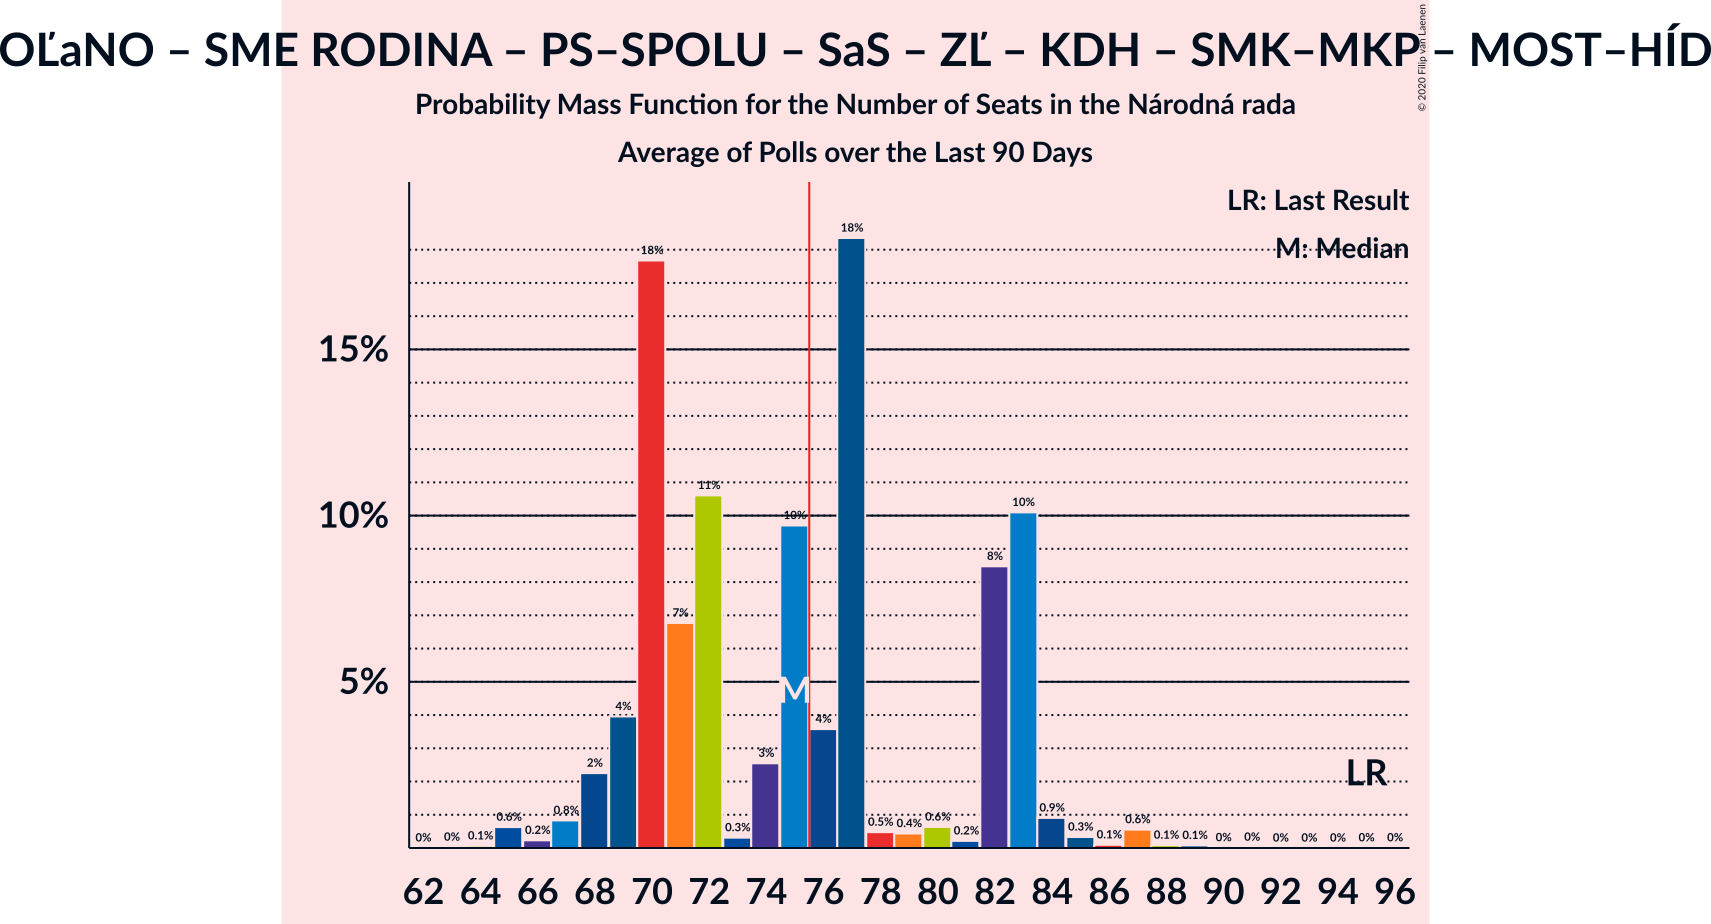 OĽaNO – SME RODINA – PS–SPOLU – SaS – ZĽ – KDH – SMK–MKP – MOST–HÍD
Probability Mass Function for the Number of Seats in the Národná rada
Average of Polls over the Last 90 Days
© 2020 Filip van Laenen
LR: Last Result
M: Median
15%
10%
5%
0% 0% 0.1% 0.6% 0.2% 0.8% 2% 4% 18% 7% 11% 0.3% 3% 10% 4% 18% 0.5% 0.4% 0.6% 0.2% 8% 10% 0.9% 0.3% 0.1% 0.6% 0.1% 0.1% 0% 0% 0% 0% 0% 0% 0%
M
LR
62 64 66 68 70 72 74 76 78 80 82 84 86 88 90 92 94 96